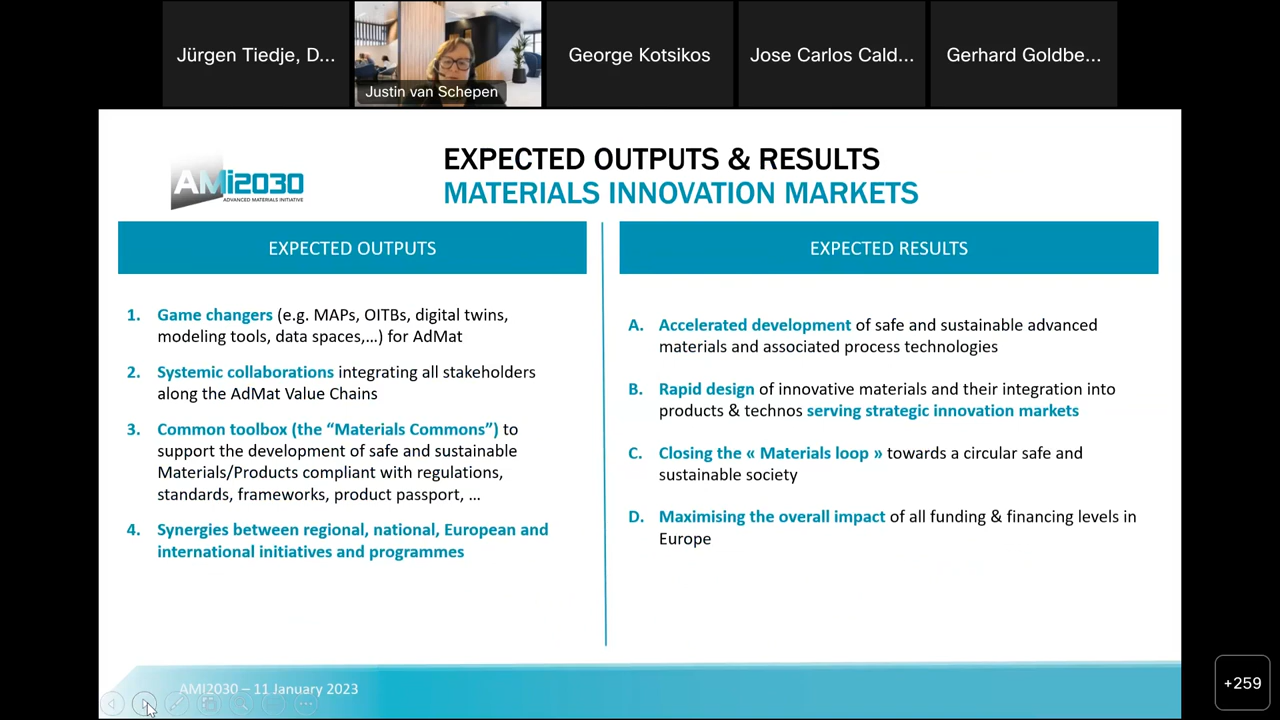 Jürgen Tiedje, D...
Justin van Schepen
George Kotsikos
Jose Carlos Cald...
Gerhard Goldbe...
AMi2030
ADVANCED MATERIALS INITIATIVE
EXPECTED OUTPUTS & RESULTS
MATERIALS INNOVATION MARKETS
EXPECTED OUTPUTS
1. Game changers (e.g. MAPs, OITBs, digital twins,
modeling tools, data spaces,...) for AdMat
2. Systemic collaborations integrating all stakeholders
along the AdMat Value Chains
3. Common toolbox (the “Materials Commons”) to
support the development of safe and sustainable
Materials/Products compliant with regulations,
standards, frameworks, product passport, ...
4. Synergies between regional, national, European and
international initiatives and programmes
EXPECTED RESULTS
A. Accelerated development of safe and sustainable advanced
materials and associated process technologies
B. Rapid design of innovative materials and their integration into
products & technos serving strategic innovation markets
C. Closing the « Materials loop » towards a circular safe and
sustainable society
D. Maximising the overall impact of all funding & financing levels in
Europe
AMI2030 – 11 January 2023
+259